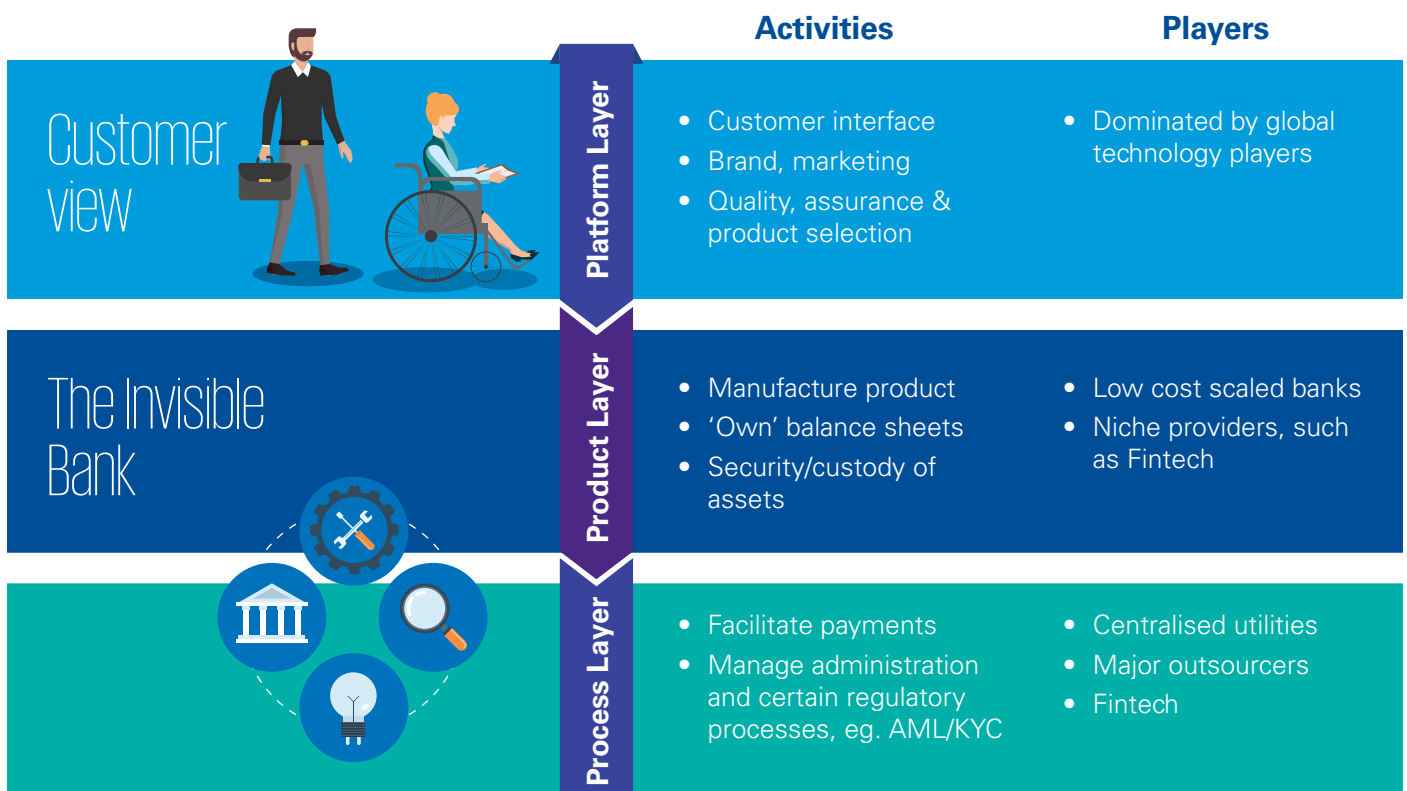 Activities
Players
Customer
view
Platform Layer
• Customer interface
• Brand, marketing
• Quality, assurance &
product selection
• Dominated by global
technology players
The Invisible
Bank
Product Layer
• Manufacture product
• ‘Own’ balance sheets
• Security/custody of
assets
• Low cost scaled banks
• Niche providers, such
as Fintech
Process Layer
• Facilitate payments
• Manage administration
and certain regulatory
processes, eg. AML/KYC
• Centralised utilities
• Major outsourcers
• Fintech